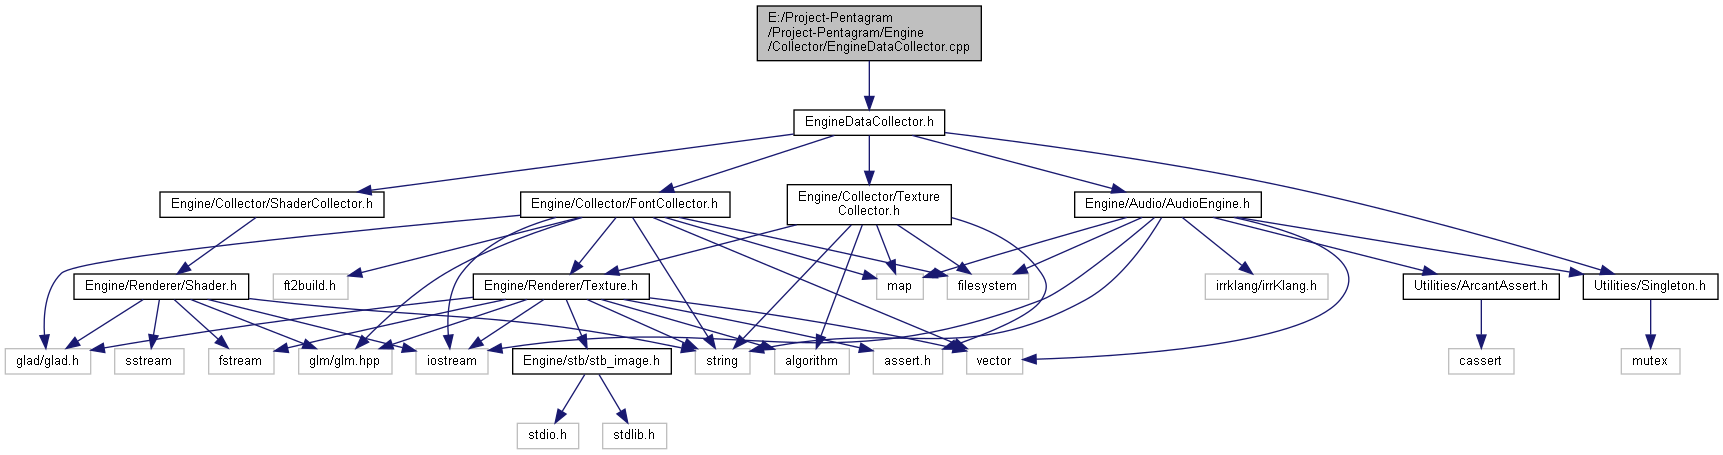 E:/Project-Pentagram
/Project-Pentagram/Engine
/Collector/EngineDataCollector.cpp
EngineDataCollector.h
Engine/Collector/ShaderCollector.h
Engine/Collector/FontCollector.h
Engine/Collector/Texture
Collector.h
Engine/Audio/AudioEngine.h
Engine/Renderer/Shader.h
ft2build.h
Engine/Renderer/Texture.h
map
filesystem
irrklang/irrKlang.h
Utilities/ArcantAssert.h
Utilities/Singleton.h
glad/glad.h
sstream
fstream
glm/glm.hpp
iostream
Engine/stb/stb_image.h
string
algorithm
assert.h
vector
cassert
mutex
stdio.h
stdlib.h